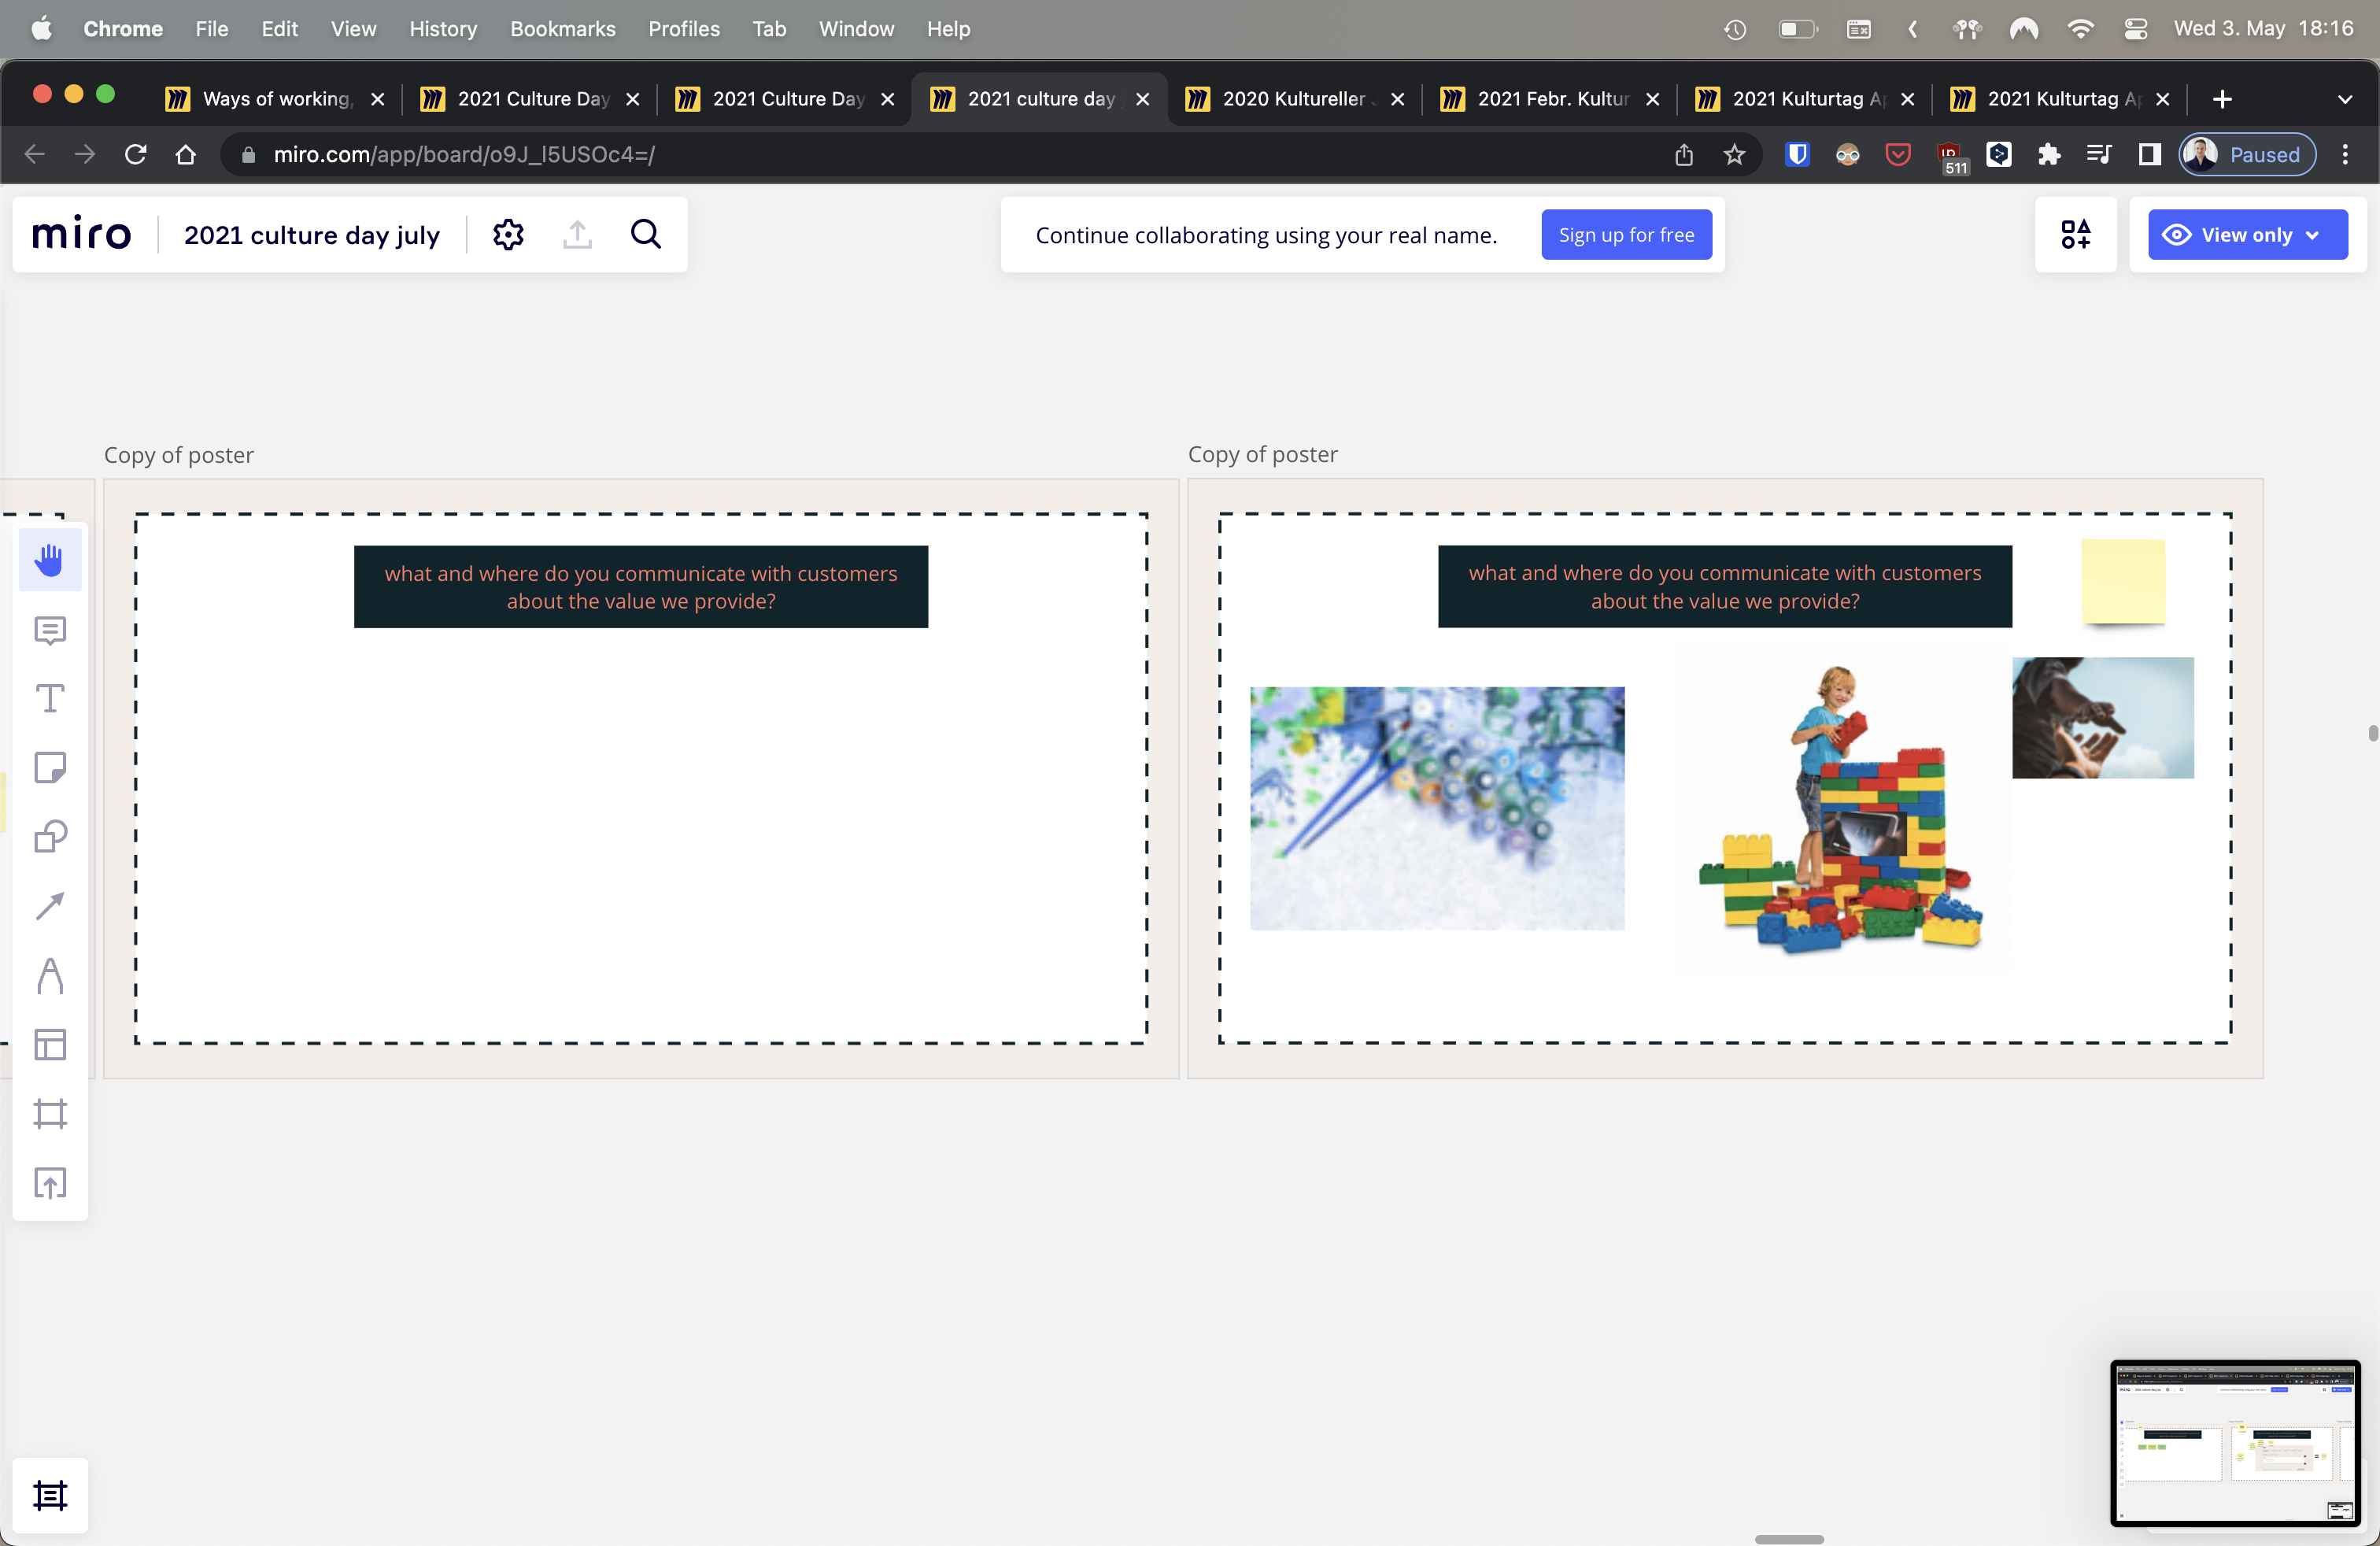 Chrome File Edit View History Bookmarks Profiles Tab Window Help Wed 3. May 18:16
Ways of working, 2021 Culture Day 2021 Culture Day 2021 culture day 2020 Kultureller 2021 Febr. Kultur 2021 Kulturtag Ap 2021 Kulturtag Ap
miro.com/app/board/o9J_l5USOc4=/ 511 Paused
miro 2021 culture day july Continue collaborating using your real name. Sign up for free View only
Copy of poster Copy of poster
what and where do you communicate with customers
about the value we provide?
what and where do you communicate with customers
about the value we provide?